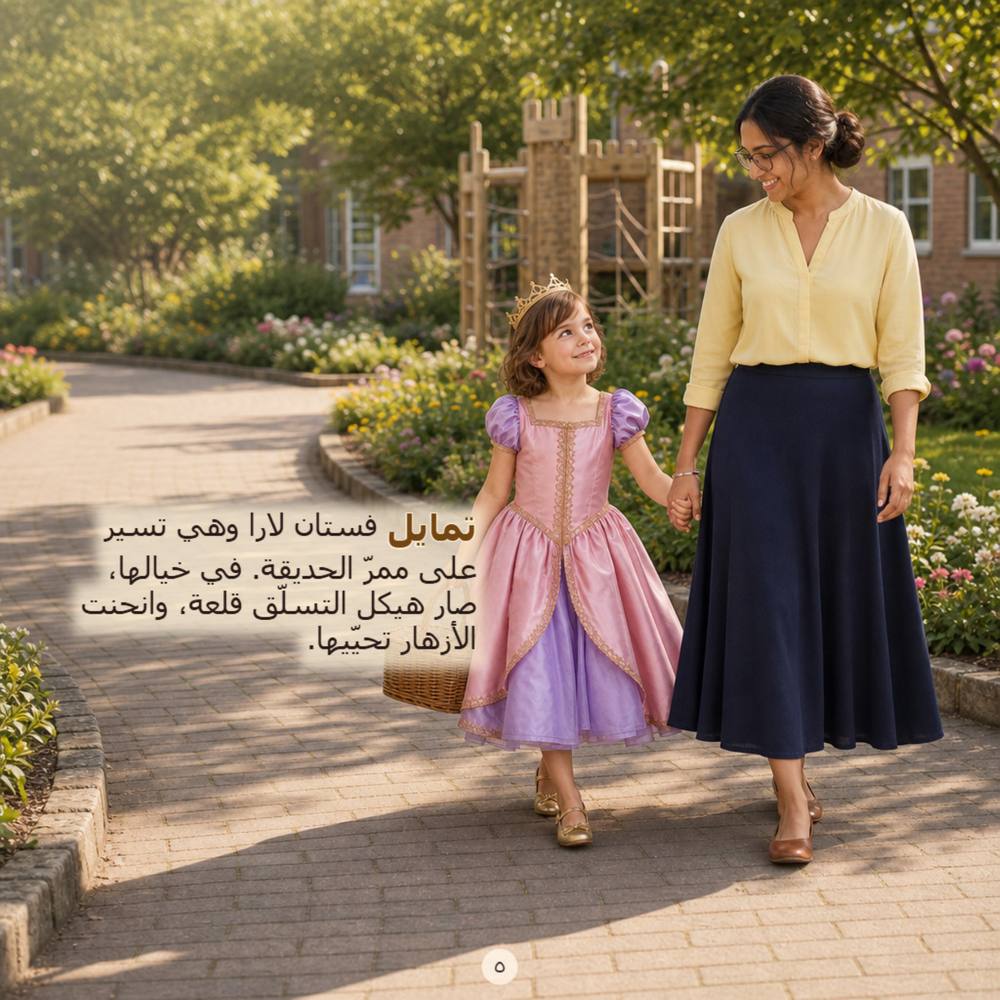 تمايل فستان لارا وهي تسير
على ممرّ الحديقة. في خيالها،
صار هيكل التسلّق قلعة، وانحنت
الأزهار تحيّيها.
٥